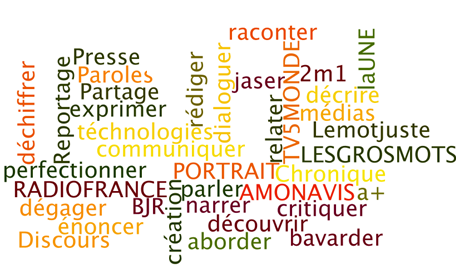 raconter
Presse
Paroles
Partage
exprimer
déchiffrer
Reportage
rédiger
dialoguer
jaser
2m1
laUNE
décrire
médias
relater
TV5MONDE
Lemotjuste
téchnologies
communiquer
LESGROSMOTS
perfectionner
PORTRAIT
Chronique
RADIOFRANCE
parler
AMONAVIS
a+
dégager
BJR
narrer
critiquer
création
énoncer
découvrir
Discours
aborder
bavarder